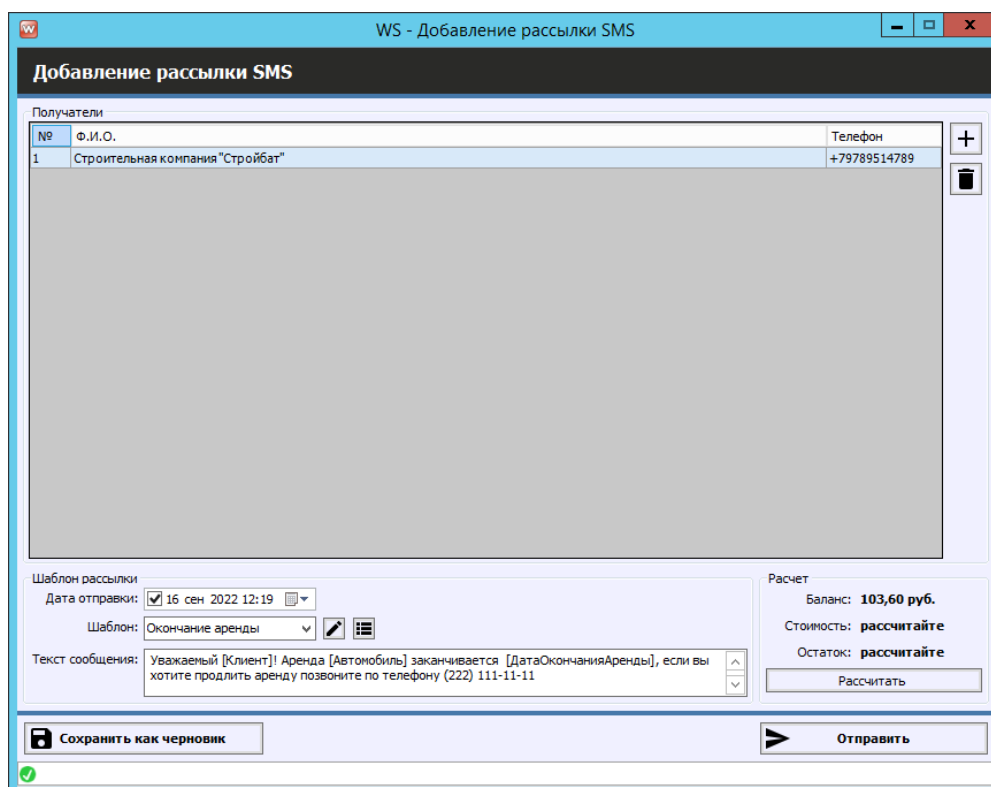 WS - Добавление рассылки SMS
Добавление рассылки SMS
Получатели
№ Ф.И.О. Телефон
1 Строительная компания "Стройбат" +79789514789
Шаблон рассылки
Дата отправки: 16 сен 2022 12:19
Шаблон: Окончание аренды
Текст сообщения: Уважаемый [Клиент]! Аренда [Автомобиль] заканчивается [ДатаОкончанияАренды], если вы
хотите продлить аренду позвоните по телефону (222) 111-11-11
Расчет
Баланс: 103,60 руб.
Стоимость: рассчитайте
Остаток: рассчитайте
Рассчитать
Сохранить как черновик
Отправить